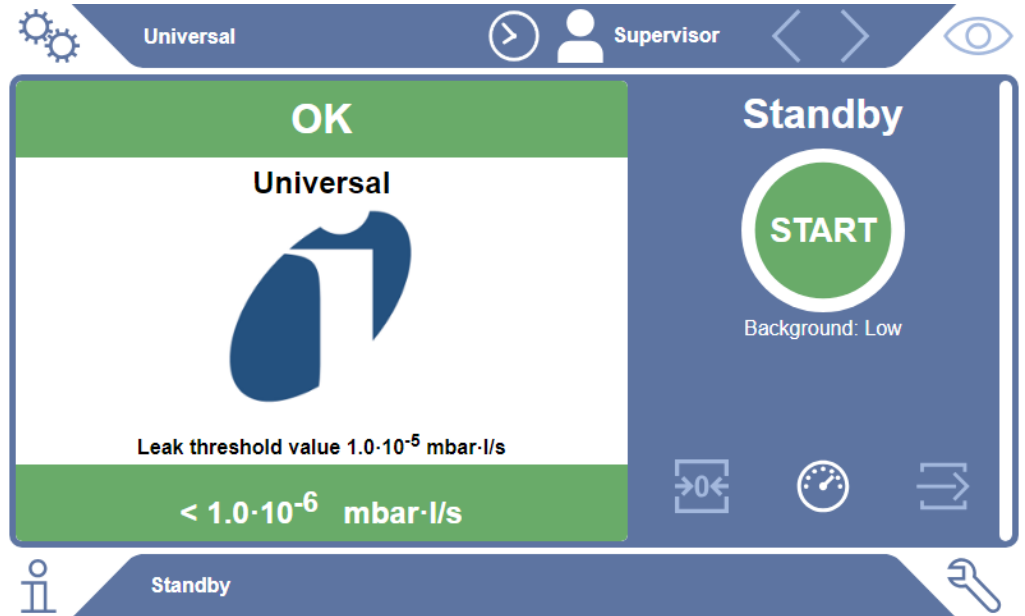 Universal
Supervisor
OK
Universal
Leak threshold value 1.0·10⁻⁵ mbar·l/s
< 1.0·10⁻⁶ mbar·l/s
Standby
START
Background: Low
→0←
Standby